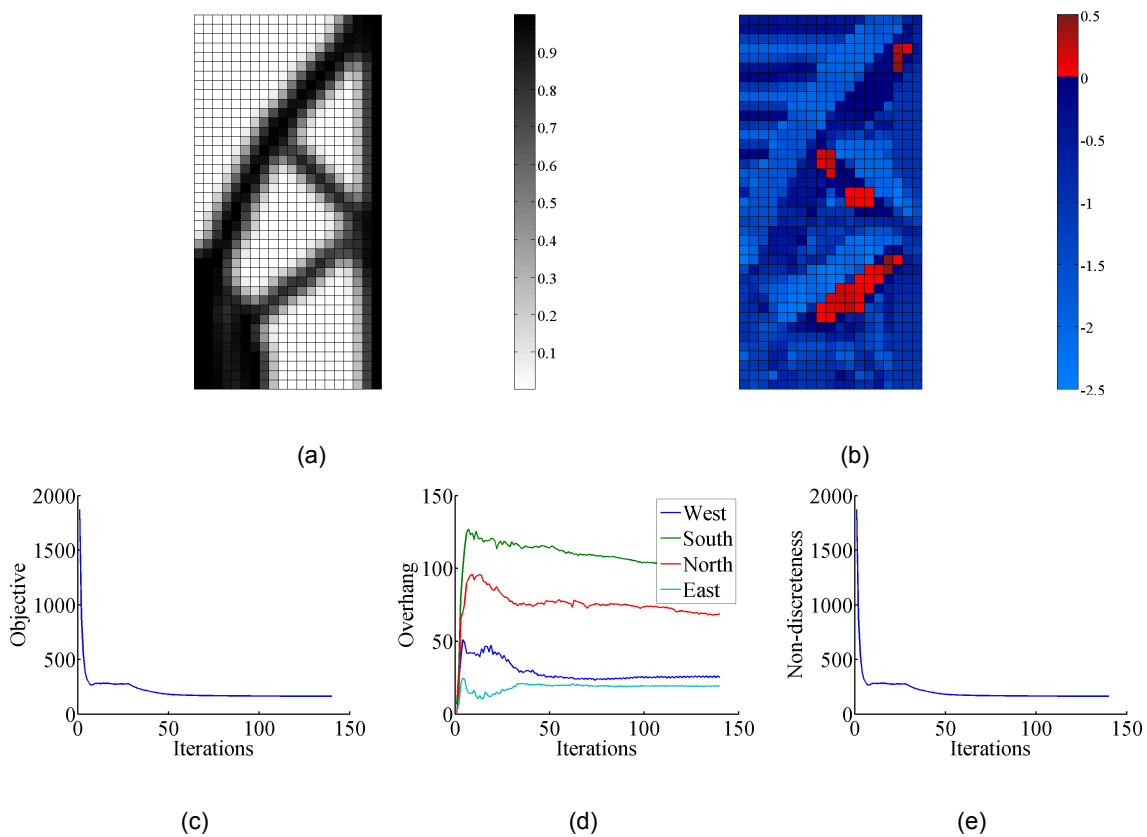 0.9
0.8
0.7
0.6
0.5
0.4
0.3
0.2
0.1
0.5
0
-0.5
-1
-1.5
-2
-2.5
(a)
(b)
2000
1500
1000
500
0
Objective
0 50 100 150
Iterations
150
100
50
0
Overhang
West
South
North
East
0 50 100 150
Iterations
2000
1500
1000
500
0
Non-discreteness
0 50 100 150
Iterations
(c)
(d)
(e)